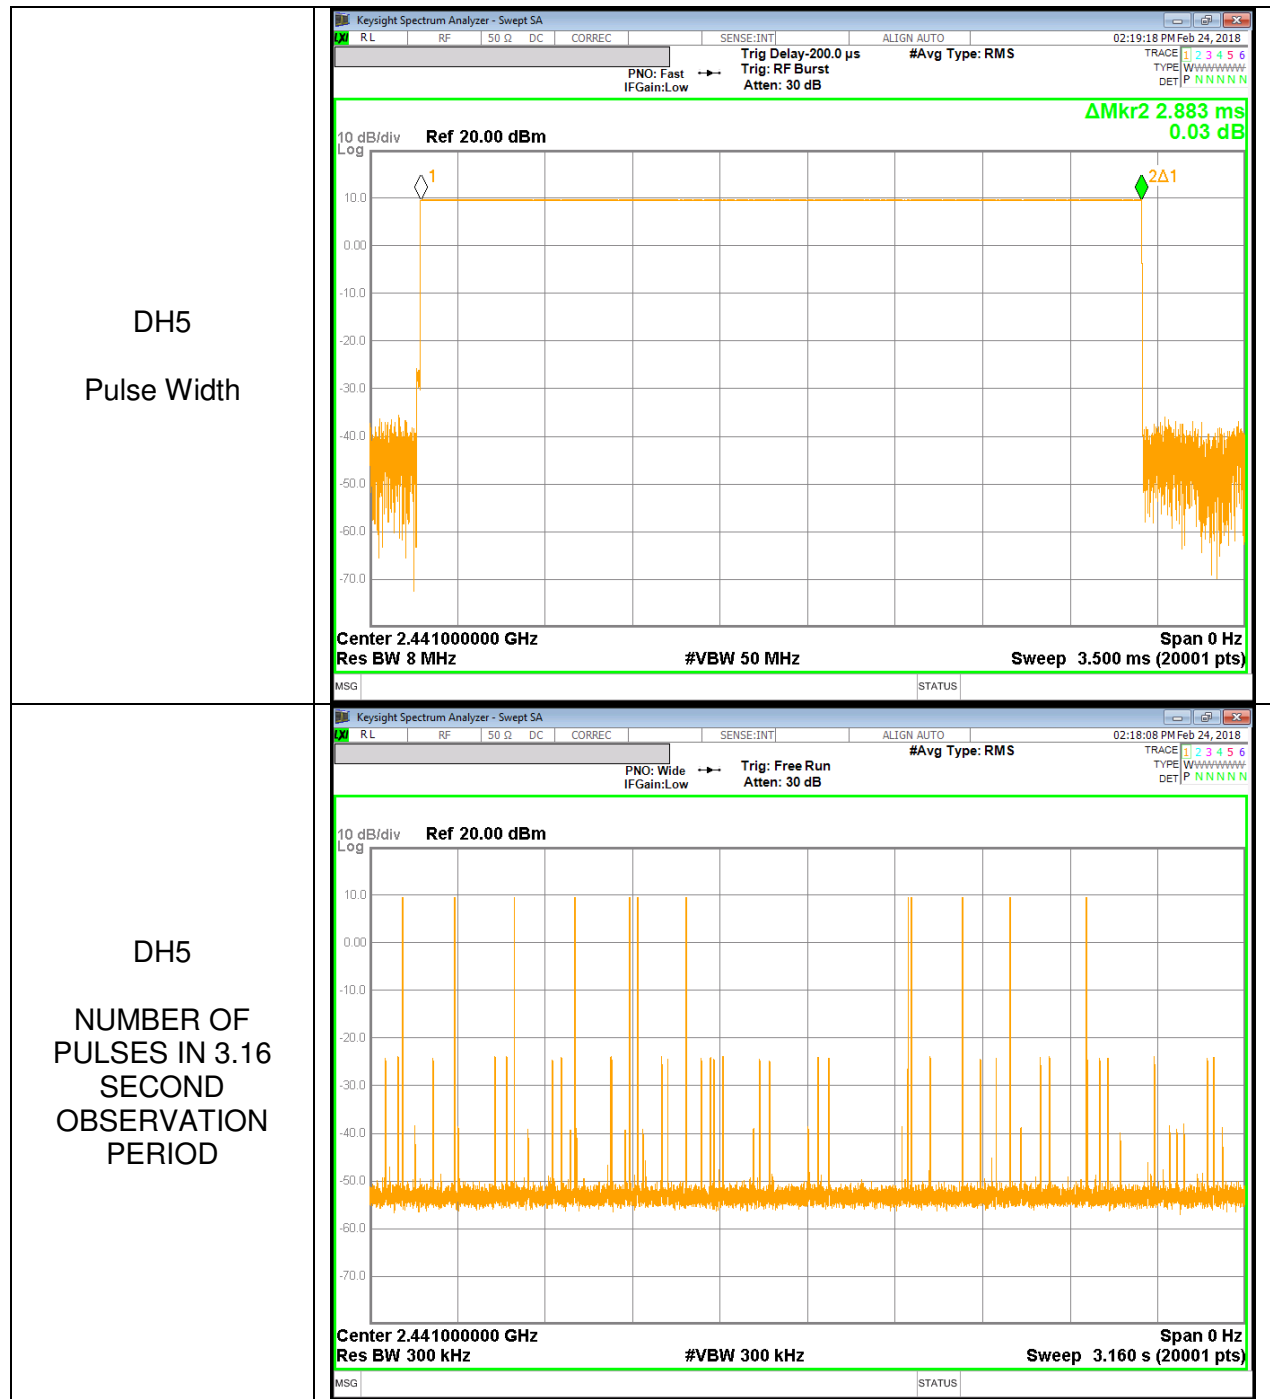 DH5
Pulse Width
Keysight Spectrum Analyzer - Swept SA
LXI RL RF 50 Ω DC CORREC SENSE:INT ALIGN AUTO 02:19:18 PM Feb 24, 2018
Trig Delay-200.0 µs #Avg Type: RMS TRACE 1 2 3 4 5 6
PNO: Fast Trig: RF Burst TYPE WWWWWW
IFGain:Low Atten: 30 dB DET P N N N N N
ΔMkr2 2.883 ms
0.03 dB
10 dB/div Ref 20.00 dBm
Log
1
2Δ1
10.0
0.00
-10.0
-20.0
-30.0
-40.0
-50.0
-60.0
-70.0
Center 2.441000000 GHz Span 0 Hz
Res BW 8 MHz #VBW 50 MHz Sweep 3.500 ms (20001 pts)
MSG STATUS
DH5
NUMBER OF
PULSES IN 3.16
SECOND
OBSERVATION
PERIOD
Keysight Spectrum Analyzer - Swept SA
LXI RL RF 50 Ω DC CORREC SENSE:INT ALIGN AUTO 02:18:08 PM Feb 24, 2018
#Avg Type: RMS TRACE 1 2 3 4 5 6
PNO: Wide Trig: Free Run TYPE WWWWWW
IFGain:Low Atten: 30 dB DET P N N N N N
10 dB/div Ref 20.00 dBm
Log
10.0
0.00
-10.0
-20.0
-30.0
-40.0
-50.0
-60.0
-70.0
Center 2.441000000 GHz Span 0 Hz
Res BW 300 kHz #VBW 300 kHz Sweep 3.160 s (20001 pts)
MSG STATUS